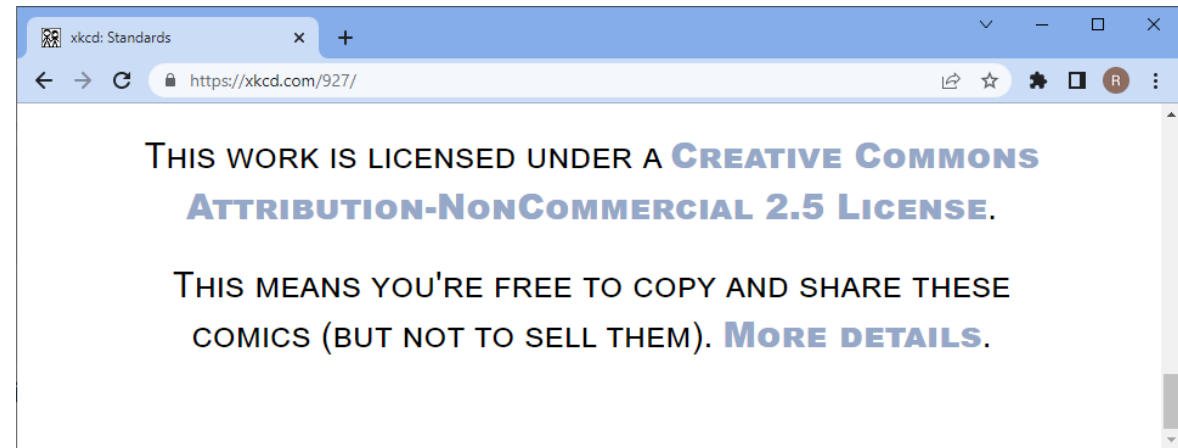 xkcd: Standards
https://xkcd.com/927/
R
This work is licensed under a Creative Commons
Attribution-NonCommercial 2.5 License.
This means you're free to copy and share these
comics (but not to sell them). More details.